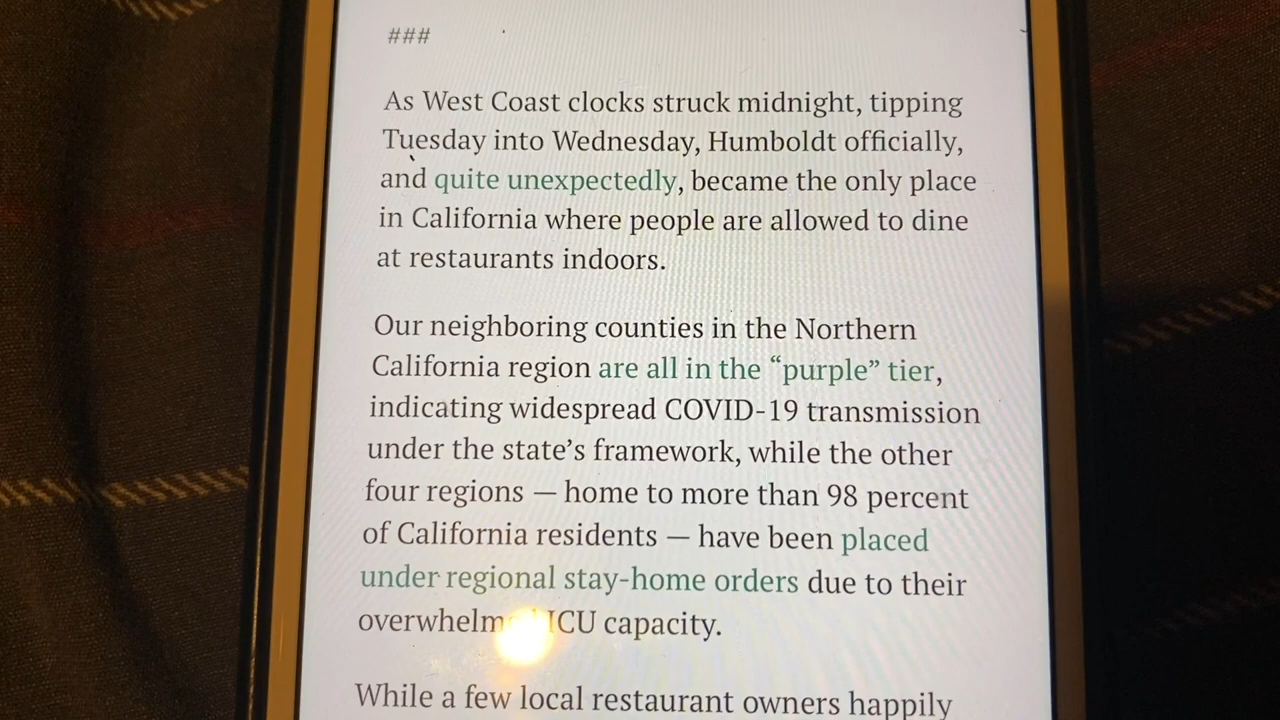 ###
As West Coast clocks struck midnight, tipping
Tuesday into Wednesday, Humboldt officially,
and quite unexpectedly, became the only place
in California where people are allowed to dine
at restaurants indoors.
Our neighboring counties in the Northern
California region are all in the “purple” tier,
indicating widespread COVID-19 transmission
under the state’s framework, while the other
four regions — home to more than 98 percent
of California residents — have been placed
under regional stay-home orders due to their
ICU capacity.
While a few local restaurant owners happily